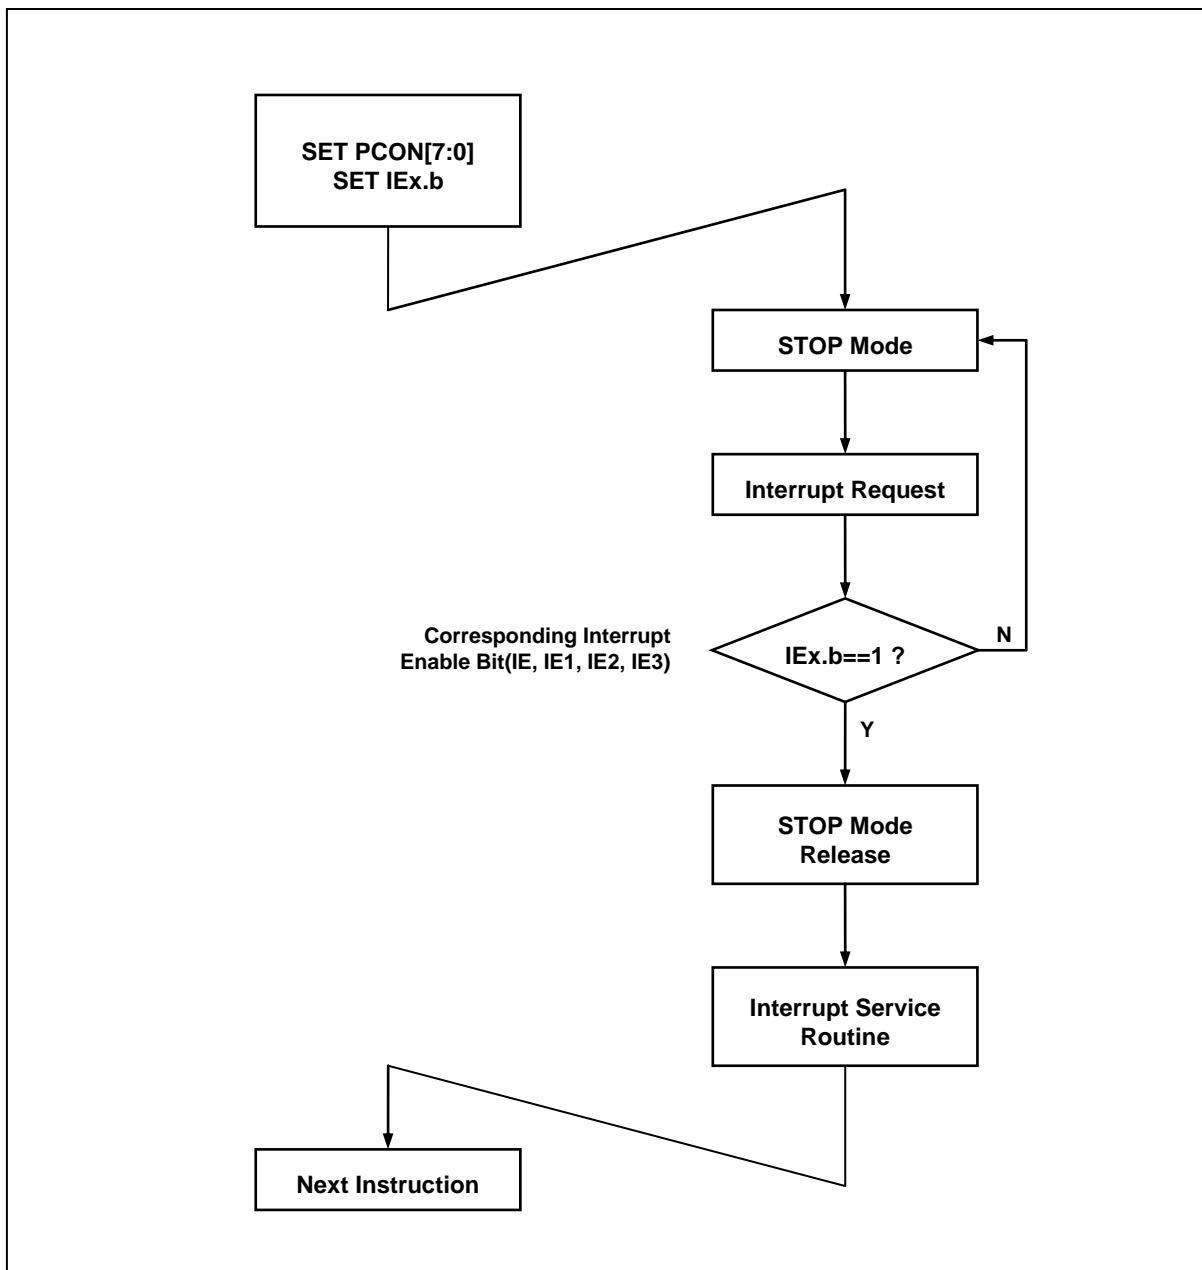 SET PCON[7:0]
SET IEx.b
STOP Mode
Interrupt Request
Corresponding Interrupt
Enable Bit(IE, IE1, IE2, IE3)
IEx.b==1 ?
N
Y
STOP Mode
Release
Interrupt Service
Routine
Next Instruction